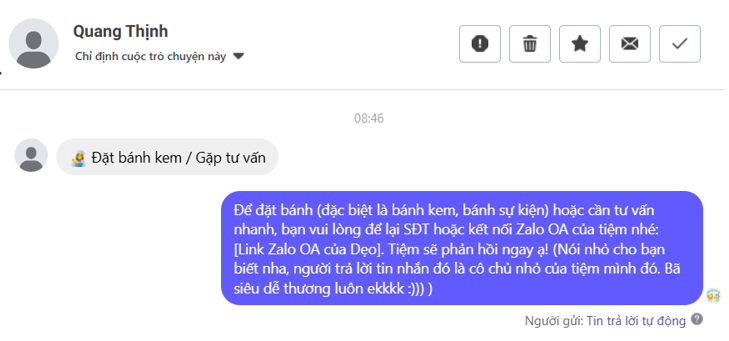 Quang Thịnh
Chỉ định cuộc trò chuyện này
08:46
Đặt bánh kem / Gặp tư vấn
Để đặt bánh (đặc biệt là bánh kem, bánh sự kiện) hoặc cần tư vấn
nhanh, bạn vui lòng để lại SĐT hoặc kết nối Zalo OA của tiệm nhé:
[Link Zalo OA của Dẹo]. Tiệm sẽ phản hồi ngay ạ! (Nói nhỏ cho bạn
biết nha, người trả lời tin nhắn đó là cô chủ nhỏ của tiệm mình đó. Bã
siêu dễ thương luôn ekkkk :))) )
Người gửi: Tin trả lời tự động